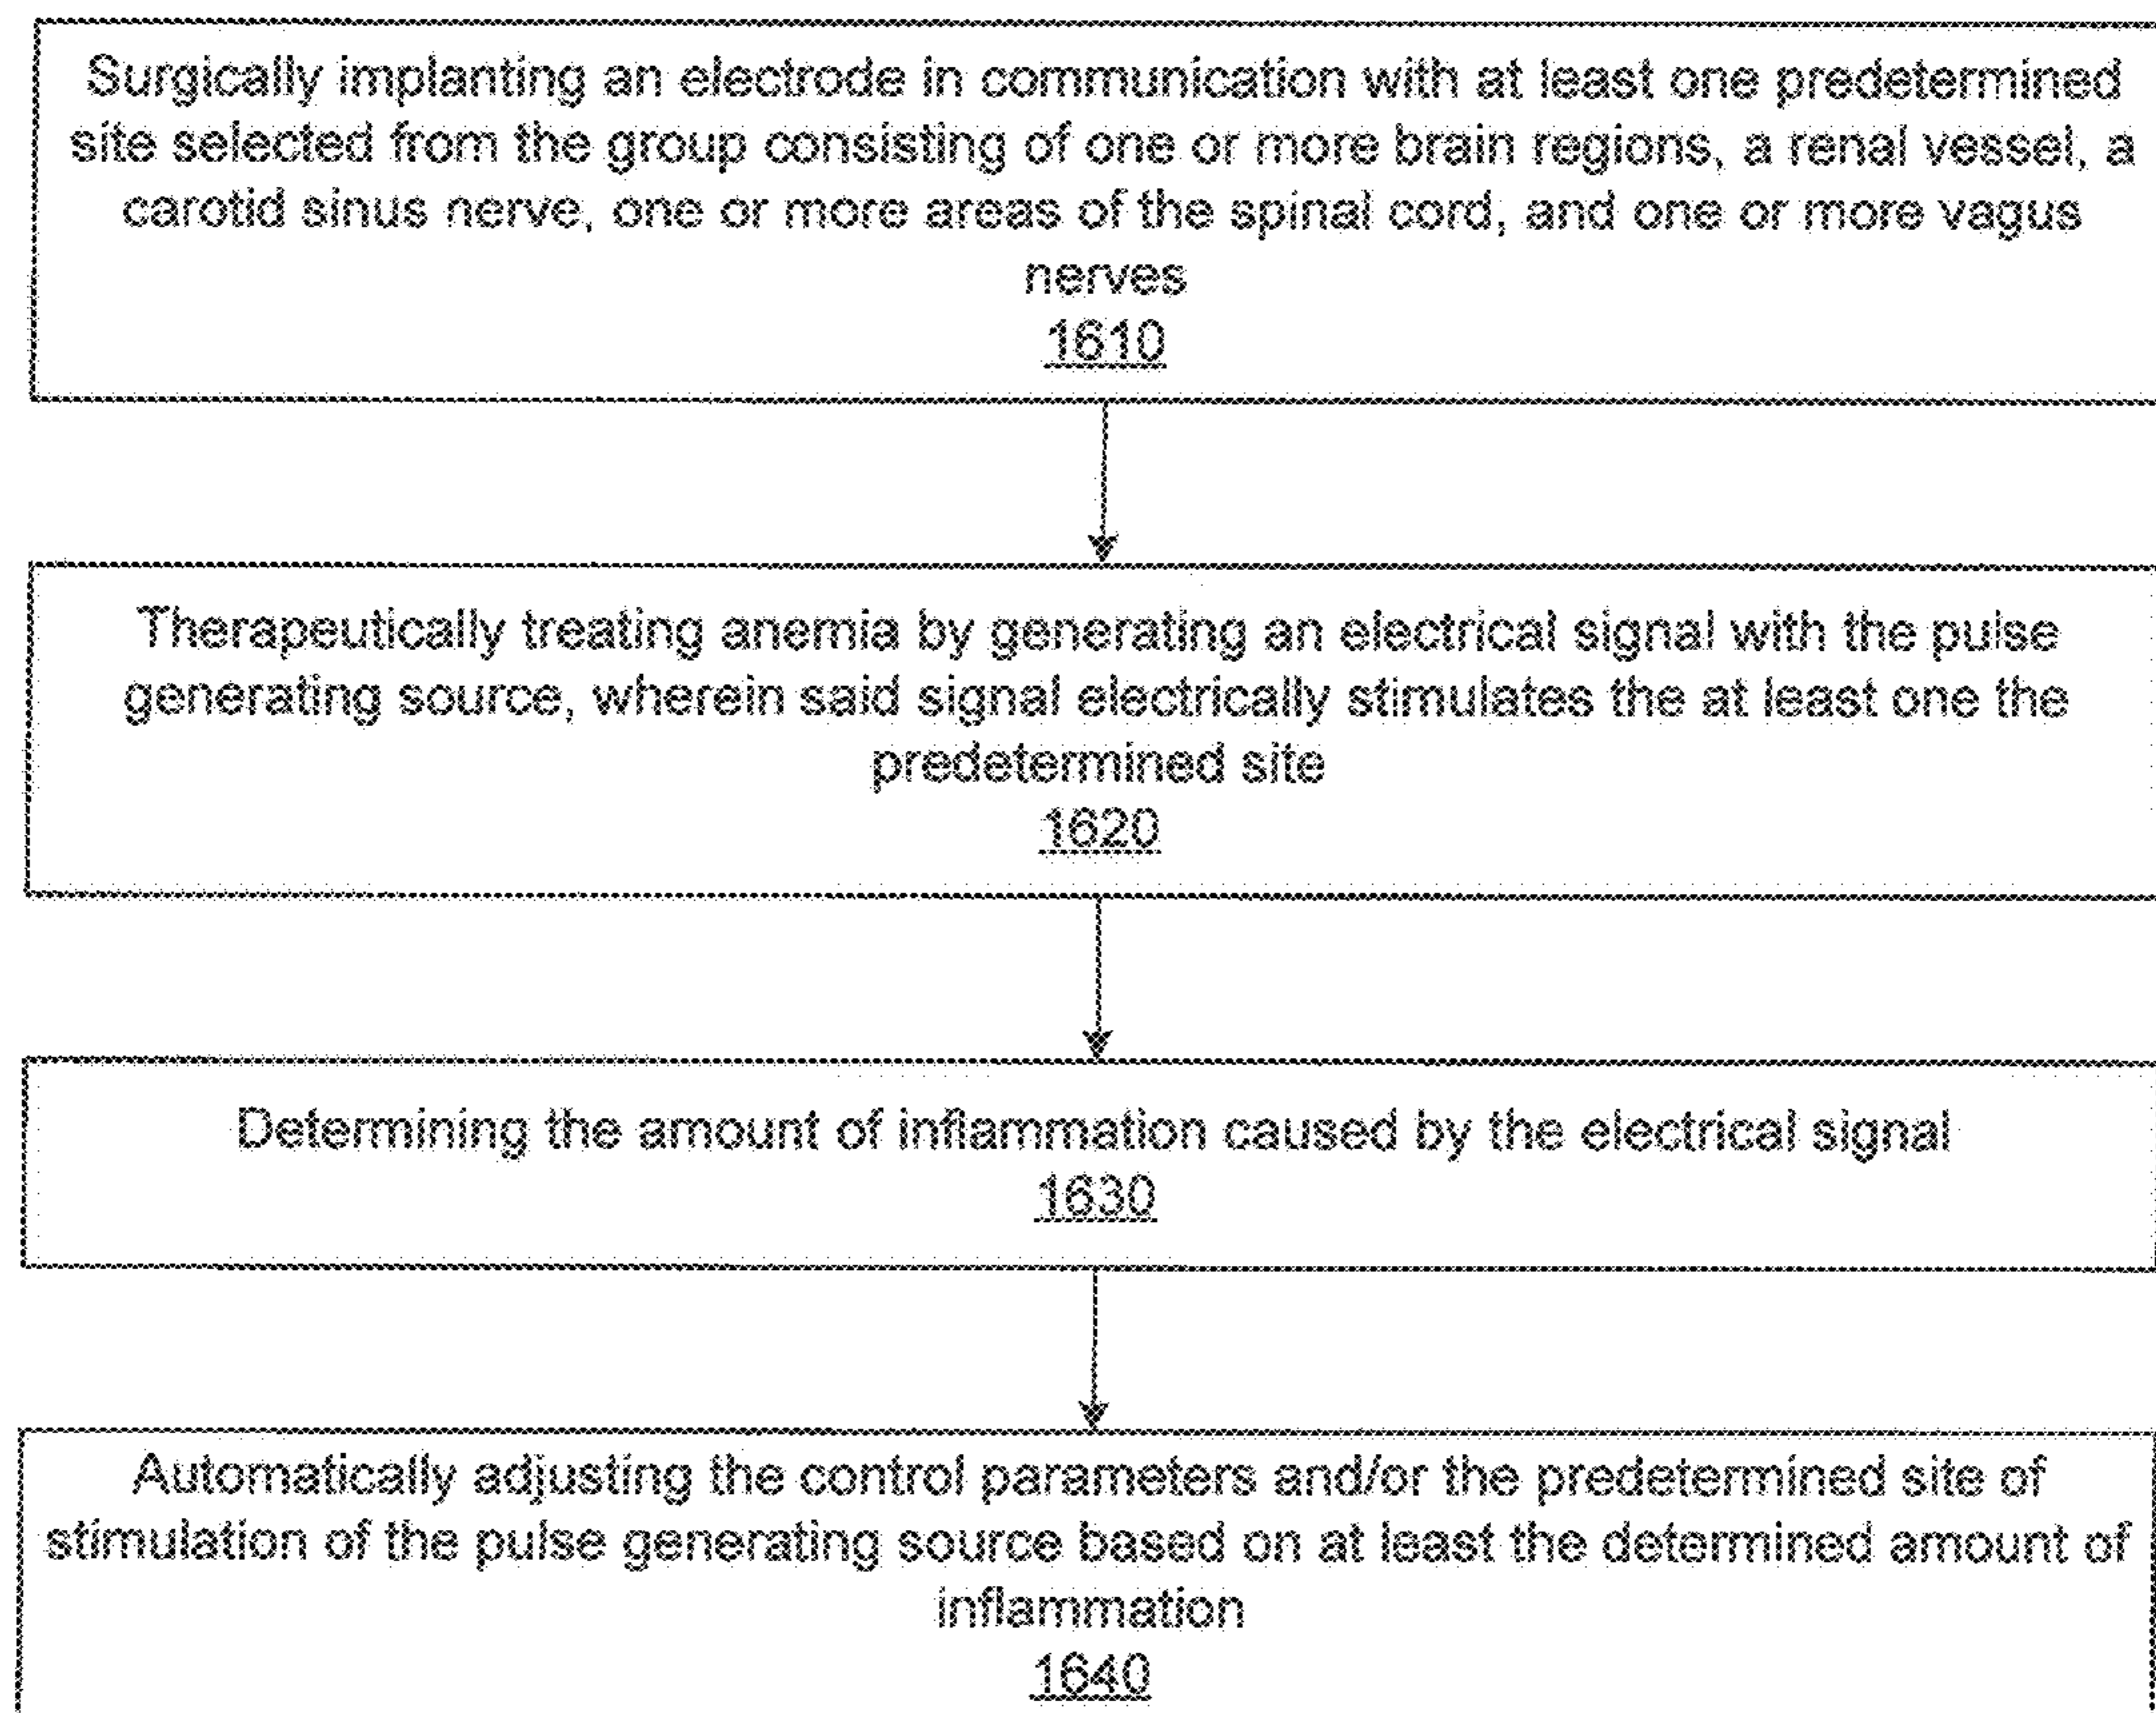 Surgically implanting an electrode in communication with at least one predetermined
site selected from the group consisting of one or more brain regions, a renal vessel, a
carotid sinus nerve, one or more areas of the spinal cord, and one or more vagus
nerves
1610
Therapeutically treating anemia by generating an electrical signal with the pulse
generating source, wherein said signal electrically stimulates the at least one the
predetermined site
1620
Determining the amount of inflammation caused by the electrical signal
1630
Automatically adjusting the control parameters and/or the predetermined site of
stimulation of the pulse generating source based on at least the determined amount of
inflammation
1640